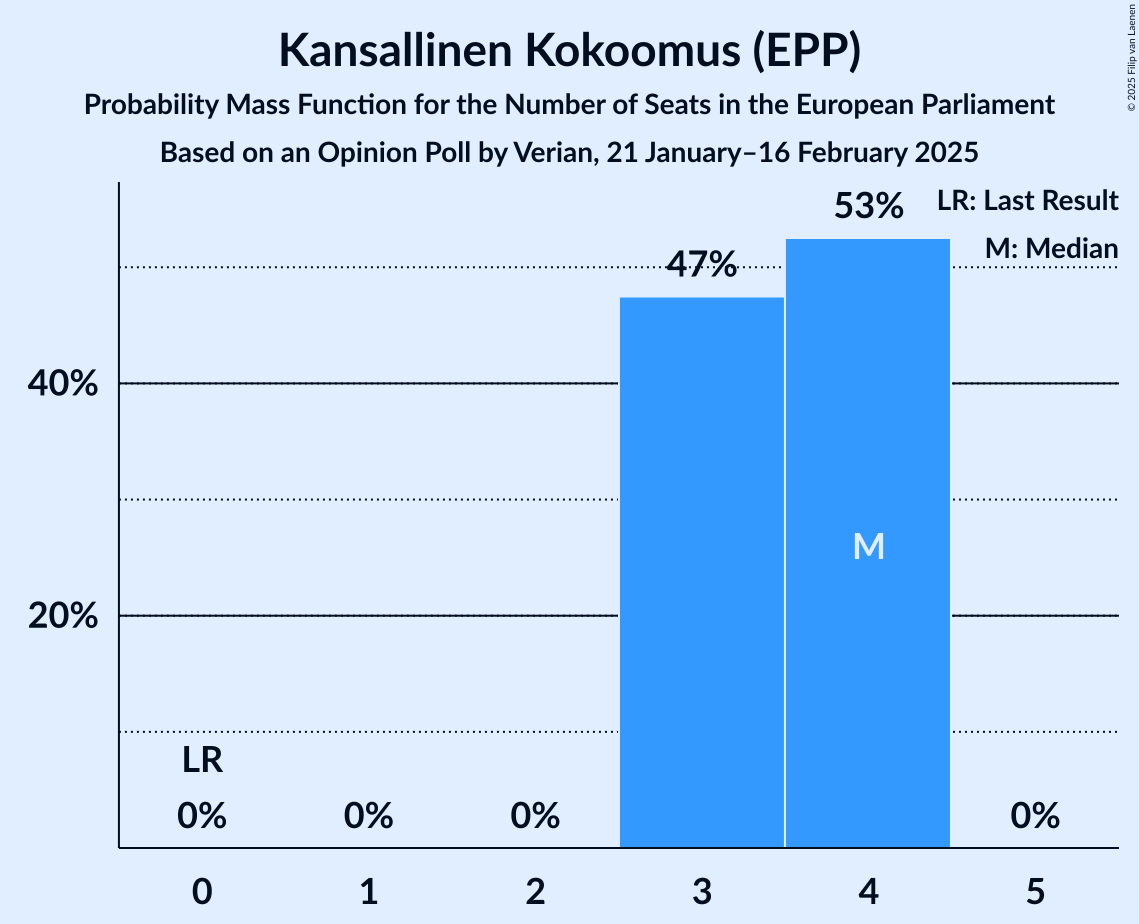 Kansallinen Kokoomus (EPP)
Probability Mass Function for the Number of Seats in the European Parliament
Based on an Opinion Poll by Verian, 21 January–16 February 2025
© 2025 Filip van Laenen
LR: Last Result
M: Median
53%
47%
40%
M
20%
LR
0%
0%
0%
0%
0
1
2
3
4
5